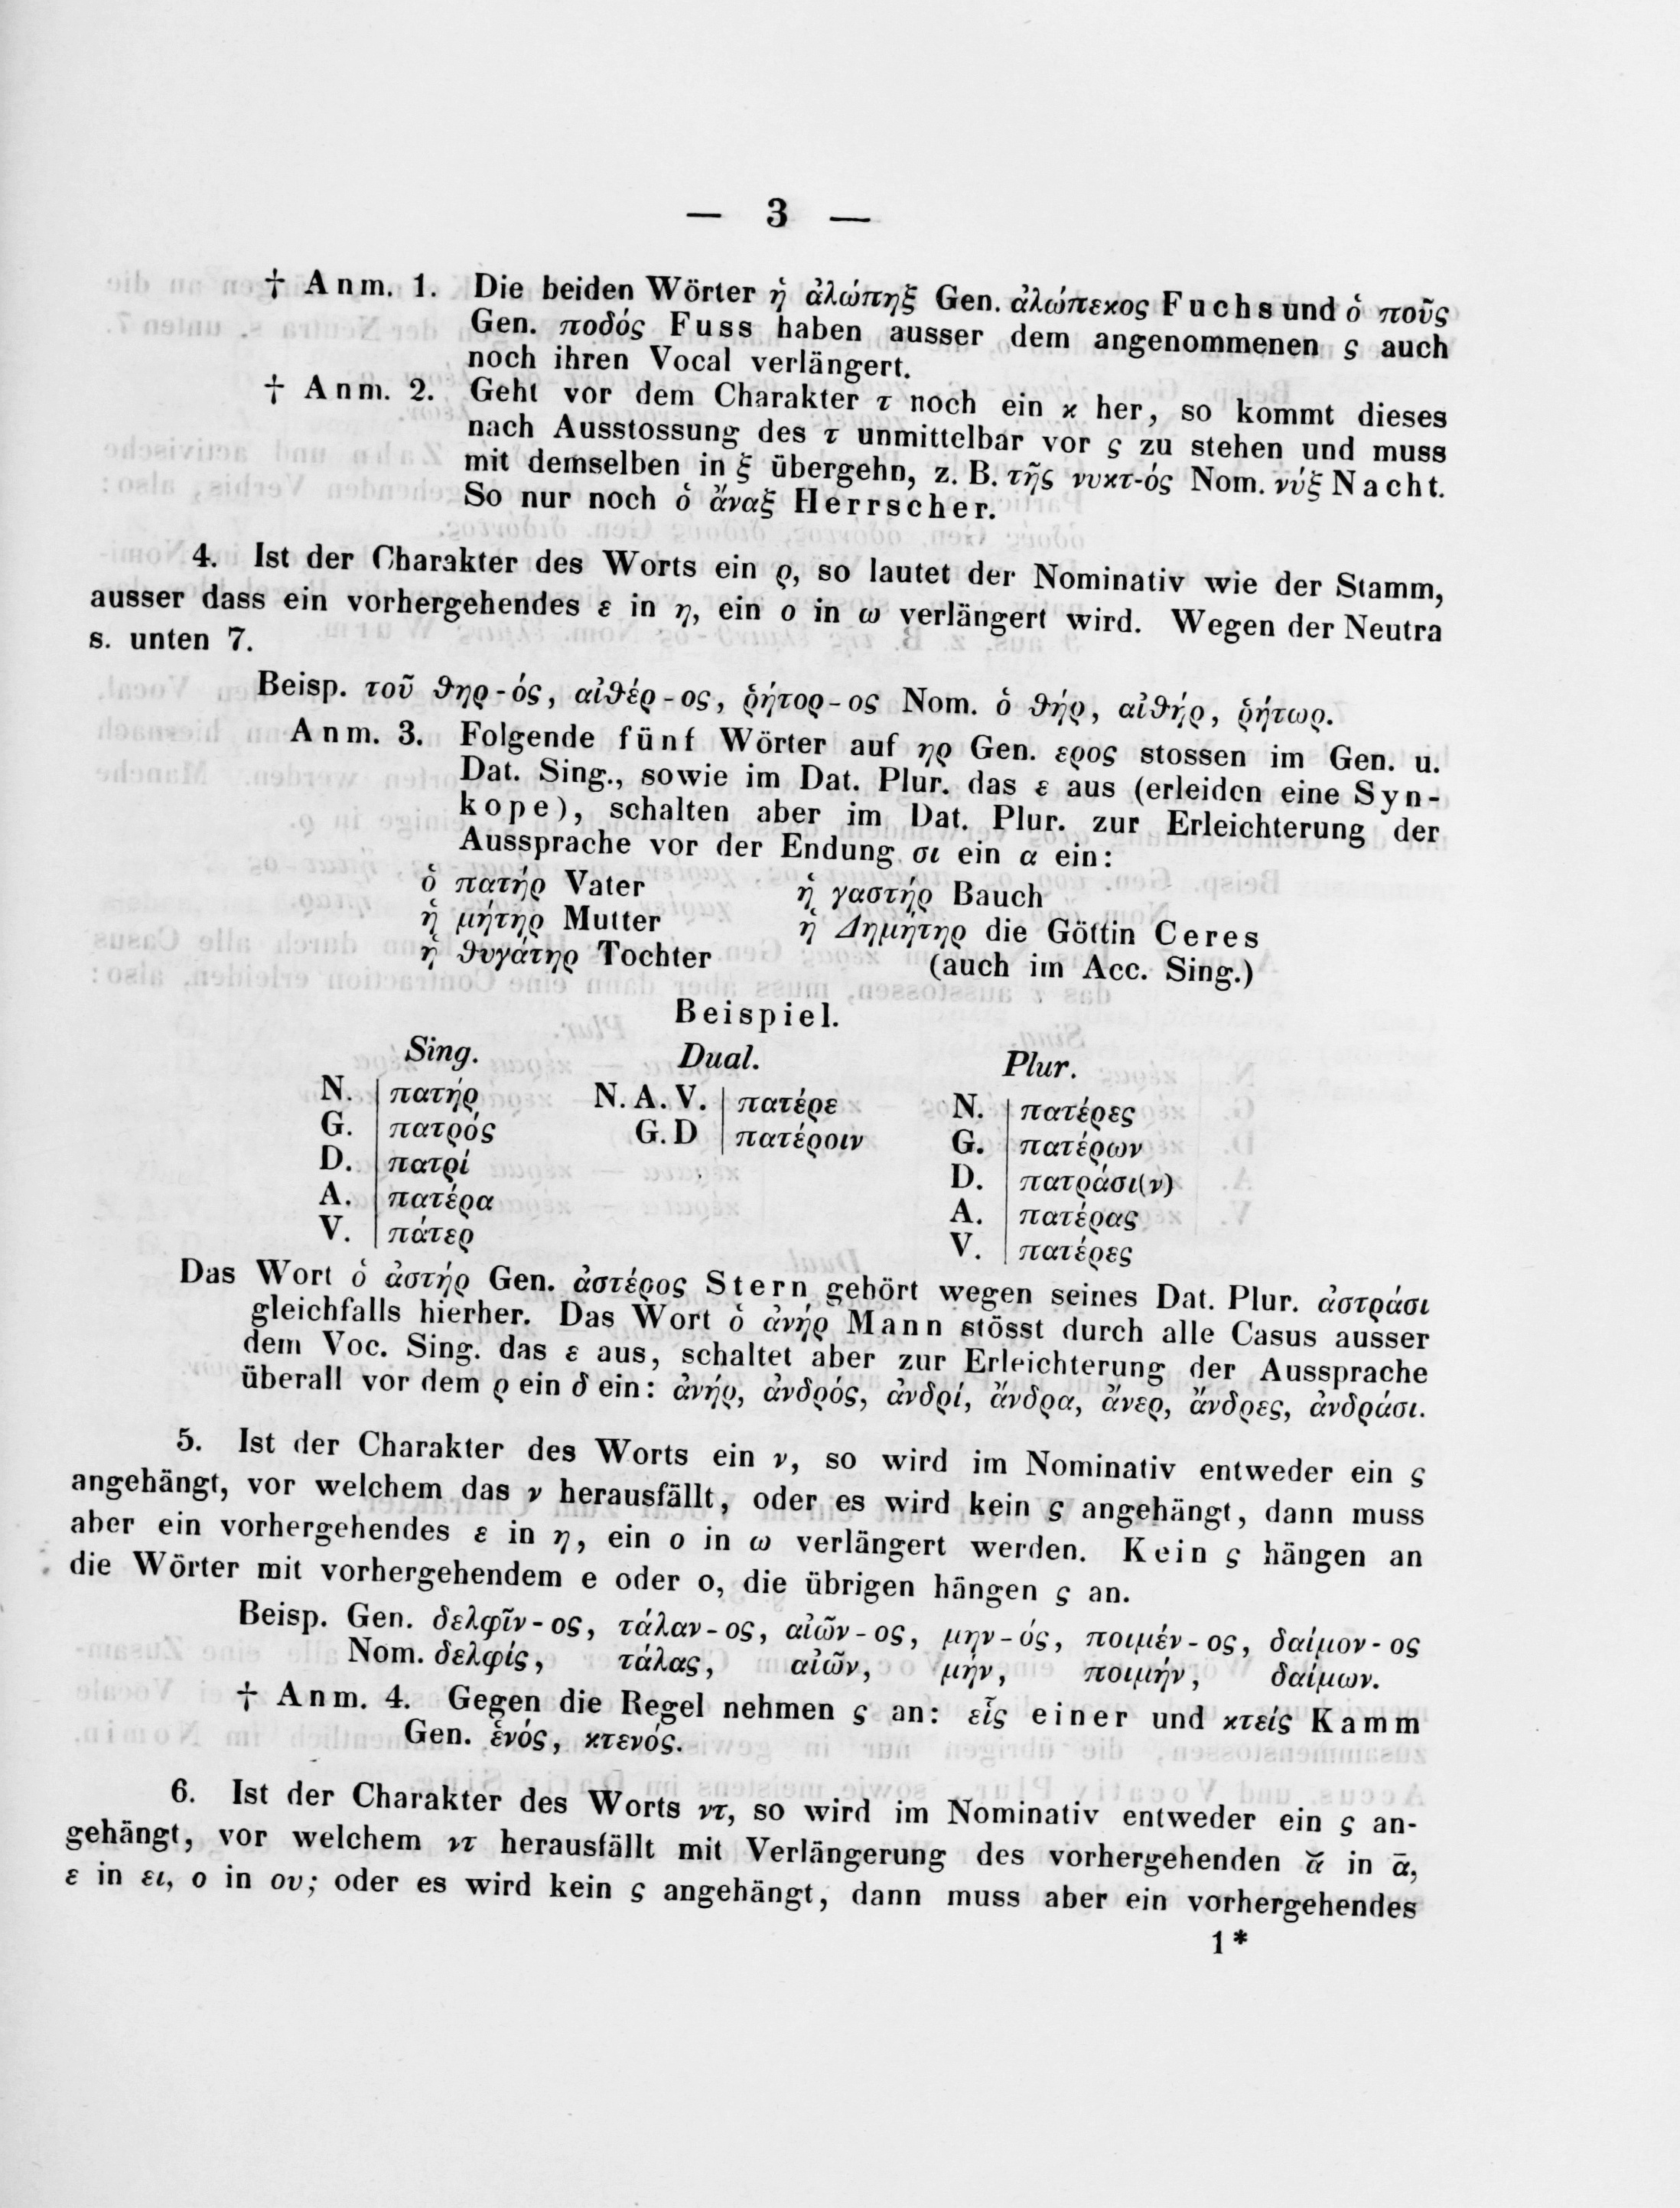 — 3 —
† Anm. 1. Die beiden Wörter ἡ ἀλώπηξ Gen. ἀλώπεκος Fuchs und ὁ ποῦς
Gen. ποδός Fuss haben ausser dem angenommenen ς auch
noch ihren Vocal verlängert.
† Anm. 2. Geht vor dem Charakter τ noch ein κ her, so kommt dieses
nach Ausstossung des τ unmittelbar vor ς zu stehen und muss
mit demselben in ξ übergehn, z. B. τῆς νυκτ-ός Nom. νύξ Nacht.
So nur noch ὁ ἄναξ Herrscher.
4. Ist der Charakter des Worts ein ρ, so lautet der Nominativ wie der Stamm,
ausser dass ein vorhergehendes ε in η, ein ο in ω verlängert wird. Wegen der Neutra
s. unten 7.
Beisp. τοῦ θηρ-ός, αἰθέρ-ος, ῥήτορ-ος Nom. ὁ θήρ, αἰθήρ, ῥήτωρ.
Anm. 3. Folgende fünf Wörter auf ηρ Gen. ερος stossen im Gen. u.
Dat. Sing., sowie im Dat. Plur. das ε aus (erleiden eine Syn-
kope), schalten aber im Dat. Plur. zur Erleichterung der
Aussprache vor der Endung σι ein α ein:
ὁ πατήρ Vater ἡ γαστήρ Bauch
ἡ μήτηρ Mutter ἡ Δημήτηρ die Göttin Ceres
ἡ θυγάτηρ Tochter (auch im Acc. Sing.)
Beispiel.
Sing. Dual. Plur.
N. πατήρ N. A. V. πατέρε N. πατέρες
G. πατρός G. D πατέροιν G. πατέρων
D. πατρί D. πατράσι(ν)
A. πατέρα A. πατέρας
V. πάτερ V. πατέρες
Das Wort ὁ ἀστήρ Gen. ἀστέρος Stern gehört wegen seines Dat. Plur. ἀστράσι
gleichfalls hierher. Das Wort ὁ ἀνήρ Mann stösst durch alle Casus ausser
dem Voc. Sing. das ε aus, schaltet aber zur Erleichterung der Aussprache
überall vor dem ρ ein δ ein: ἀνήρ, ἀνδρός, ἀνδρί, ἄνδρα, ἄνερ, ἄνδρες, ἀνδράσι.
5. Ist der Charakter des Worts ein ν, so wird im Nominativ entweder ein ς
angehängt, vor welchem das ν herausfällt, oder es wird kein ς angehängt, dann muss
aber ein vorhergehendes ε in η, ein ο in ω verlängert werden. Kein ς hängen an
die Wörter mit vorhergehendem e oder o, die übrigen hängen ς an.
Beisp. Gen. δελφῖν-ος, τάλαν-ος, αἰῶν-ος, μην-ός, ποιμέν-ος, δαίμον-ος
Nom. δελφίς, τάλας, αἰῶν, μήν, ποιμήν, δαίμων.
† Anm. 4. Gegen die Regel nehmen ς an: εἷς einer und κτείς Kamm
Gen. ἑνός, κτενός.
6. Ist der Charakter des Worts ντ, so wird im Nominativ entweder ein ς an-
gehängt, vor welchem ντ herausfällt mit Verlängerung des vorhergehenden ᾰ in ᾱ,
ε in ει, ο in ου; oder es wird kein ς angehängt, dann muss aber ein vorhergehendes
1*